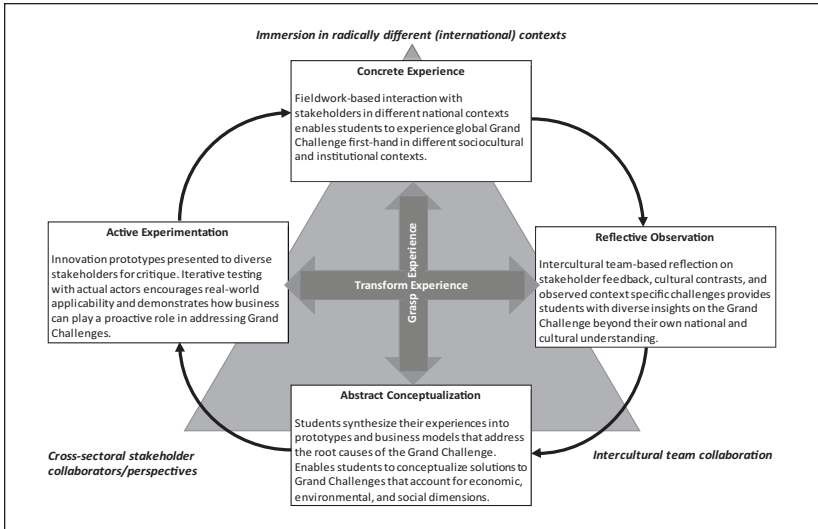 Immersion in radically different (international) contexts
Concrete Experience
Fieldwork-based interaction with
stakeholders in different national contexts
enables students to experience global Grand
Challenge first-hand in different sociocultural
and institutional contexts.
Active Experimentation
Innovation prototypes presented to diverse
stakeholders for critique. Iterative testing
with actual actors encourages real-world
applicability and demonstrates how business
can play a proactive role in addressing Grand
Challenges.
Grasp Experience
Transform Experience
Reflective Observation
Intercultural team-based reflection on
stakeholder feedback, cultural contrasts, and
observed context specific challenges provides
students with diverse insights on the Grand
Challenge beyond their own national and
cultural understanding.
Abstract Conceptualization
Students synthesize their experiences into
prototypes and business models that address
the root causes of the Grand Challenge.
Enables students to conceptualize solutions to
Grand Challenges that account for economic,
environmental, and social dimensions.
Cross-sectoral stakeholder
collaborators/perspectives
Intercultural team collaboration